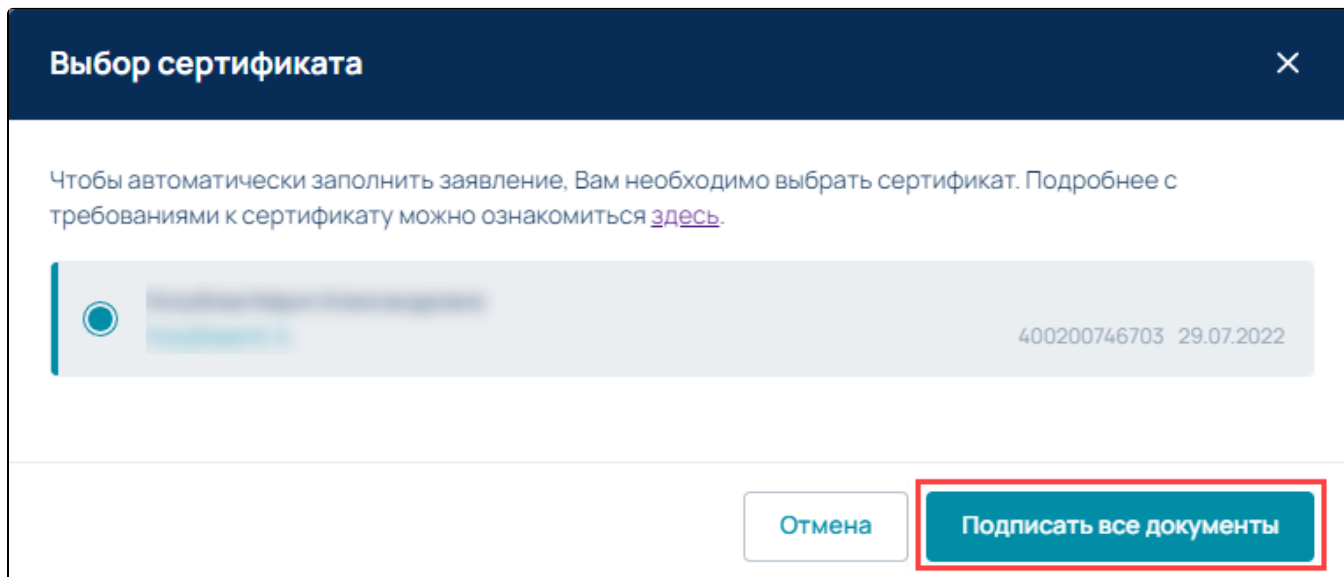 Выбор сертификата
Чтобы автоматически заполнить заявление, Вам необходимо выбрать сертификат. Подробнее с
требованиями к сертификату можно ознакомиться здесь.
400200746703 29.07.2022
Отмена
Подписать все документы